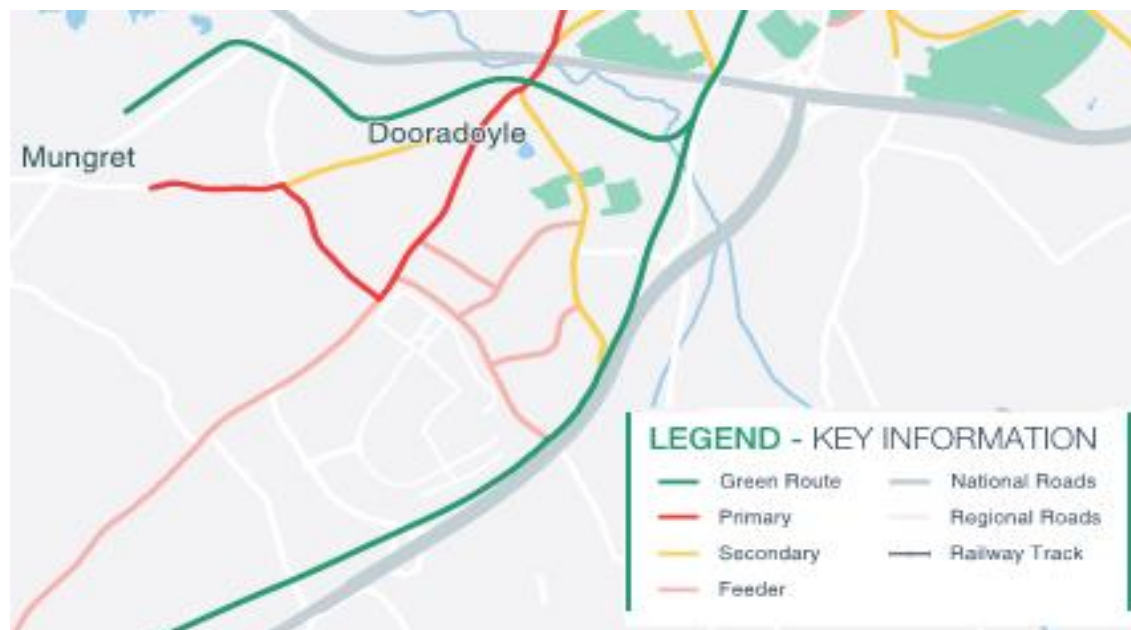 Dooradoyle
Mungret
LEGEND - KEY INFORMATION
Green Route
Primary
Secondary
Feeder
National Roads
Regional Roads
Railway Track